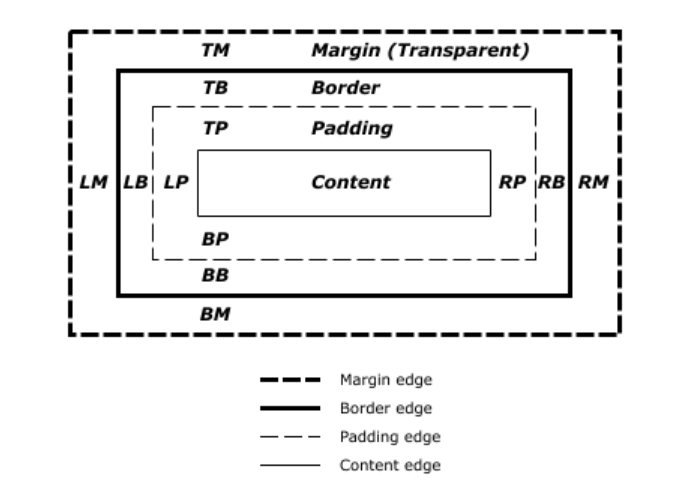 TM Margin (Transparent)
TB Border
TP Padding
LM LB LP Content RP RB RM
BP
BB
BM
Margin edge
Border edge
Padding edge
Content edge